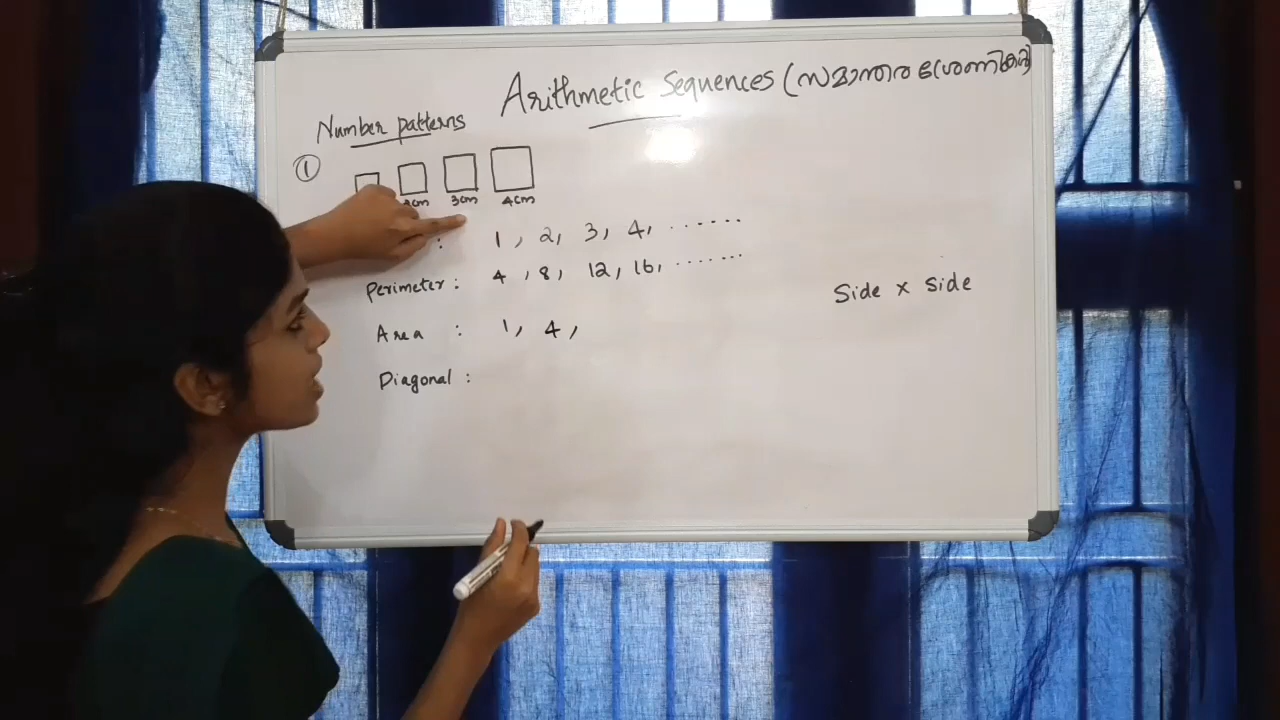 Arithmetic Sequences (സമാന്തര ശ്രേണികൾ)
Number patterns
①
3cm 4cm
: 1, 2, 3, 4, .......
Perimeter : 4, 8, 12, 16, .......
Side × Side
Area : 1, 4,
Diagonal :